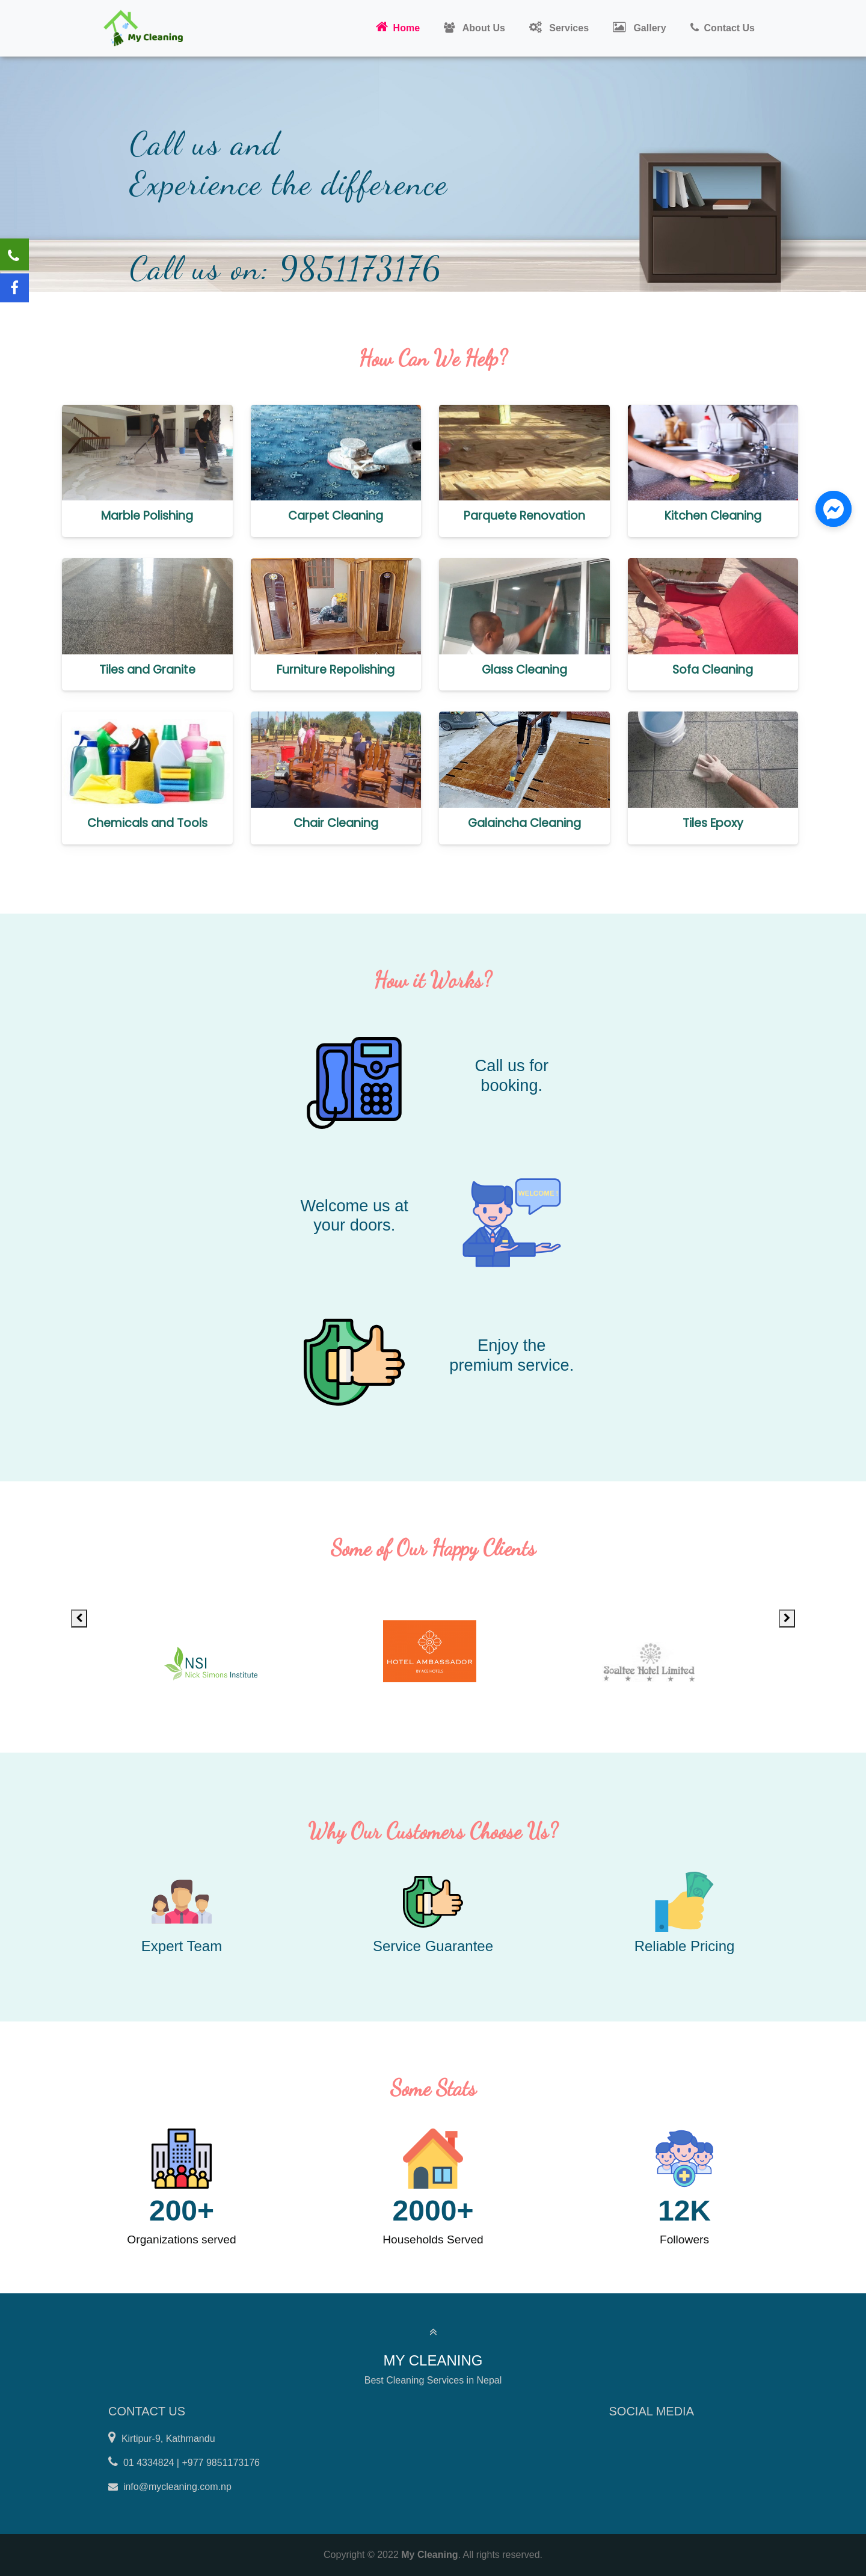 My Cleaning
Home
About Us
Services
Gallery
Contact Us
Call us and
Experience the difference
Call us on: 9851173176
How Can We Help?
Marble Polishing
Carpet Cleaning
Parquete Renovation
Kitchen Cleaning
Tiles and Granite
Furniture Repolishing
Glass Cleaning
Sofa Cleaning
Chemicals and Tools
Chair Cleaning
Galaincha Cleaning
Tiles Epoxy
How it Works?
Call us for
booking.
Welcome us at
your doors.
WELCOME !
Enjoy the
premium service.
Some of Our Happy Clients
NSI
Nick Simons Institute
HOTEL AMBASSADOR
BY ACE HOTELS
Soaltee Hotel Limited
Why Our Customers Choose Us?
Expert Team
Service Guarantee
Reliable Pricing
Some Stats
200+
Organizations served
2000+
Households Served
12K
Followers
MY CLEANING
Best Cleaning Services in Nepal
CONTACT US
SOCIAL MEDIA
Kirtipur-9, Kathmandu
01 4334824 | +977 9851173176
info@mycleaning.com.np
Copyright © 2022 My Cleaning. All rights reserved.